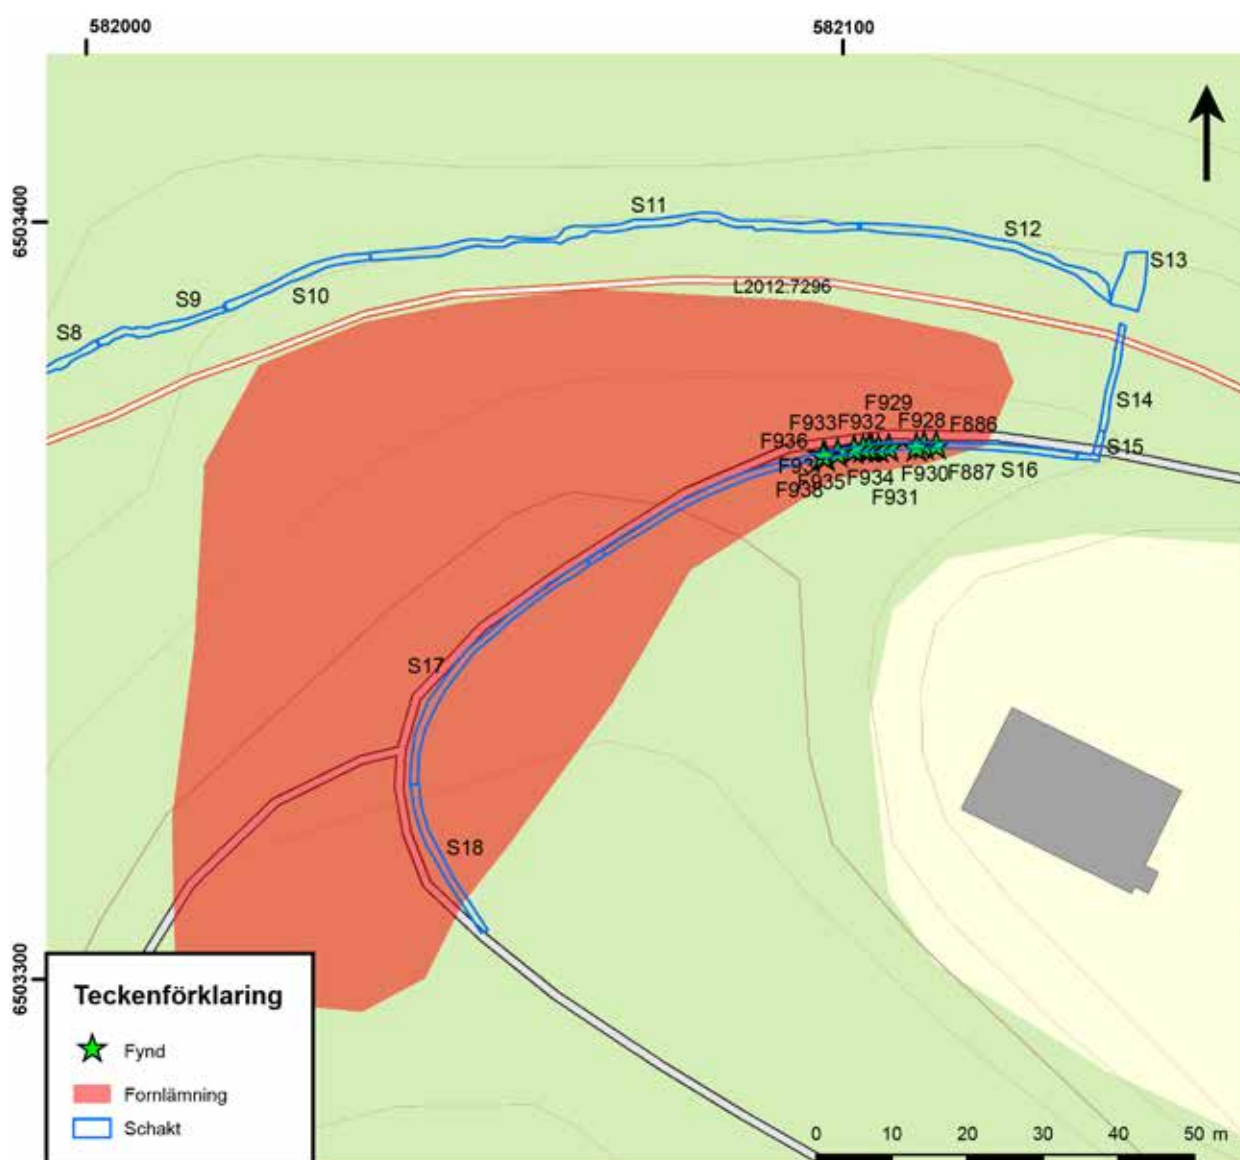 582000
582100
6503400
S11
S12
S13
S9
S10
L2012:7296
S8
S14
F929
F933
F932
F928
F886
F936
S15
F935
F934
F930
F887
S16
F938
F931
S17
S18
6503300
Teckenförklaring
Fynd
Fornlämning
Schakt
0 10 20 30 40 50 m